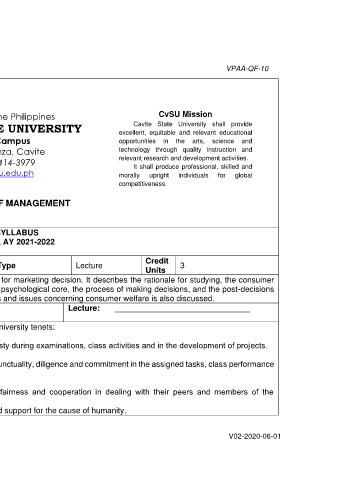 VPAA-QF-10
he Philippines
E UNIVERSITY
Campus
nza, Cavite
414-3979
u.edu.ph
CvSU Mission
Cavite State University shall provide
excellent, equitable and relevant educational
opportunities in the arts, science and
technology through quality instruction and
relevant research and development activities.
It shall produce professional, skilled and
morally upright individuals for global
competitiveness.
F MANAGEMENT
SYLLABUS
, AY 2021-2022
Type Lecture Credit Units 3
for marketing decision. It describes the rationale for studying, the consumer
psychological core, the process of making decisions, and the post-decisions
s and issues concerning consumer welfare is also discussed.
Lecture: ______________________________
niversity tenets:
sty during examinations, class activities and in the development of projects.
unctuality, diligence and commitment in the assigned tasks, class performance
fairness and cooperation in dealing with their peers and members of the
d support for the cause of humanity.
V02-2020-06-01